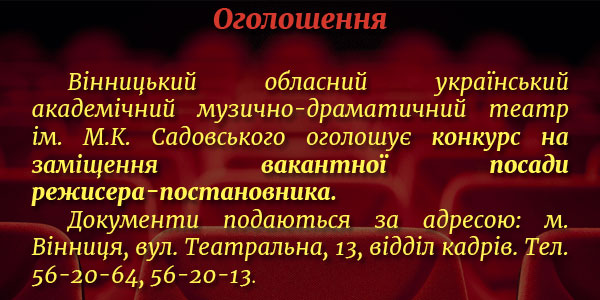 Оголошення
Вінницький обласний український
академічний музично-драматичний театр
ім. М.К. Садовського оголошує конкурс на
заміщення вакантної посади
режисера-постановника.
Документи подаються за адресою: м.
Вінниця, вул. Театральна, 13, відділ кадрів. Тел.
56-20-64, 56-20-13.